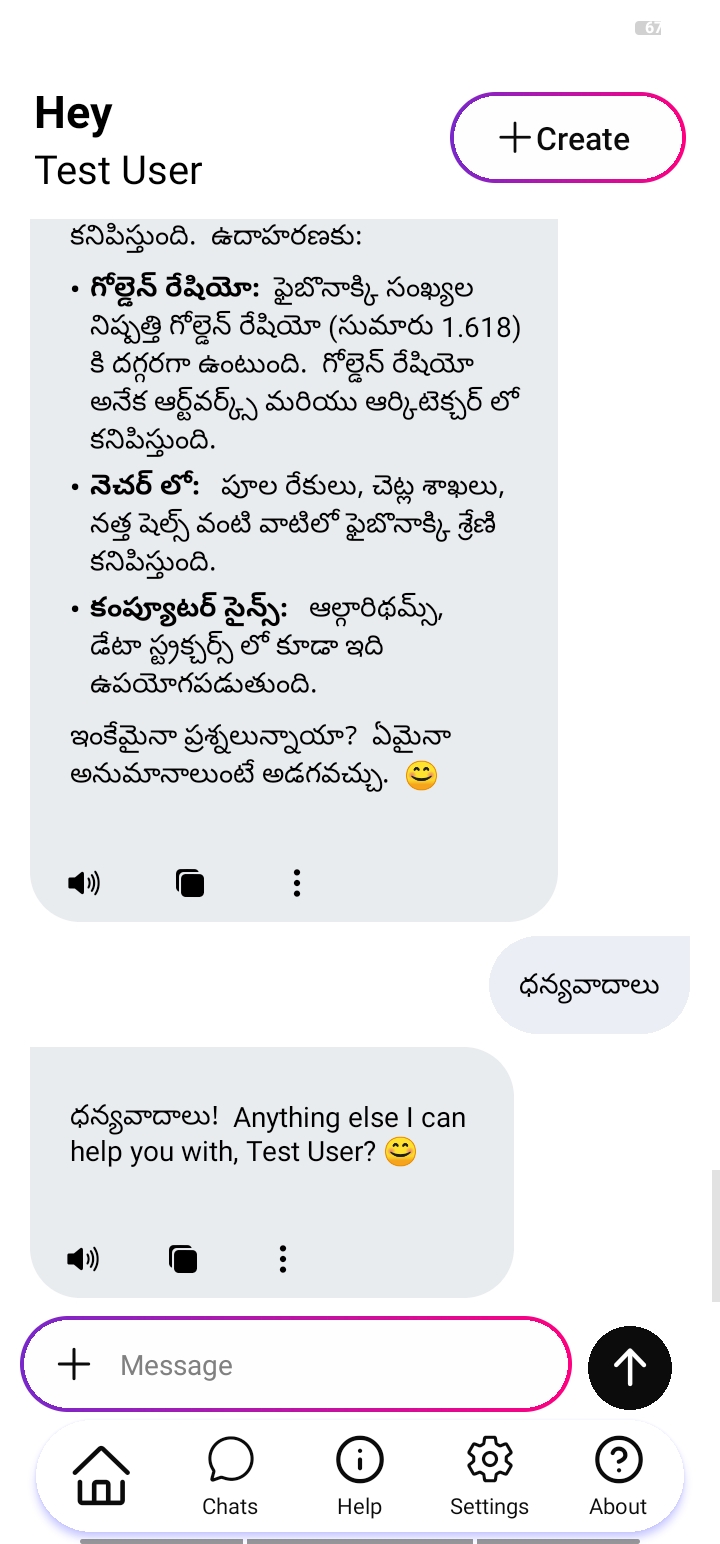 67
Hey
Test User
+Create
కనిపిస్తుంది. ఉదాహరణకు:
• గోల్డెన్ రేషియో: ఫైబొనాక్కి సంఖ్యల
నిష్పత్తి గోల్డెన్ రేషియో (సుమారు 1.618)
కి దగ్గరగా ఉంటుంది. గోల్డెన్ రేషియో
అనేక ఆర్ట్‌వర్క్స్ మరియు ఆర్కిటెక్చర్ లో
కనిపిస్తుంది.
• నెచర్ లో: పూల రేకులు, చెట్ల శాఖలు,
నత్త షెల్స్ వంటి వాటిలో ఫైబొనాక్కి శ్రేణి
కనిపిస్తుంది.
• కంప్యూటర్ సైన్స్: ఆల్గారిథమ్స్,
డేటా స్ట్రక్చర్స్ లో కూడా ఇది
ఉపయోగపడుతుంది.
ఇంకేమైనా ప్రశ్నలున్నాయా? ఏమైనా
అనుమానాలుంటే అడగవచ్చు. 😊
ధన్యవాదాలు
ధన్యవాదాలు! Anything else I can
help you with, Test User? 😊
Message
Chats
Help
Settings
About